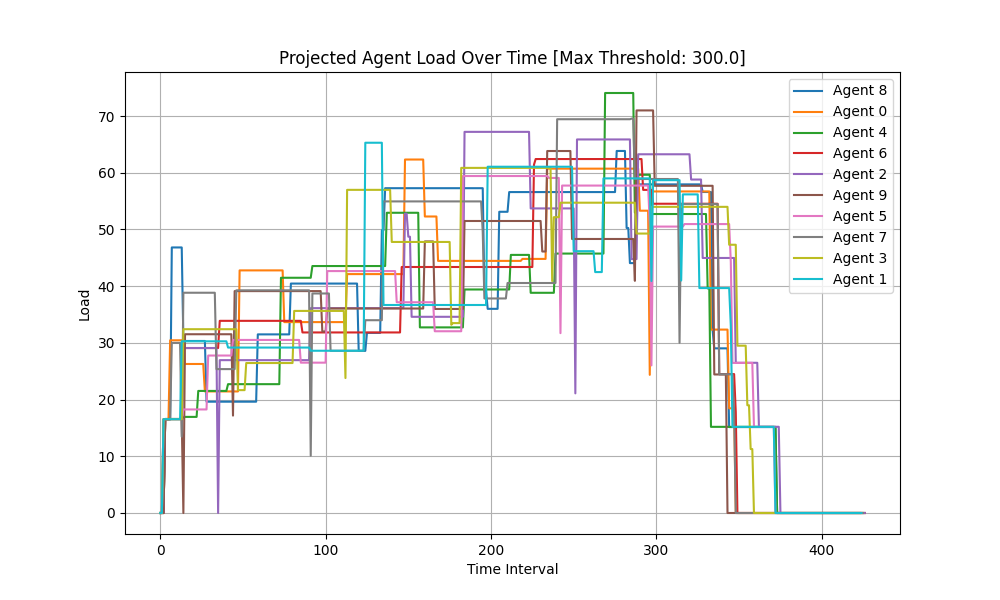 Projected Agent Load Over Time [Max Threshold: 300.0]
Load
70
60
50
40
30
20
10
0
0 100 200 300 400
Time Interval
Agent 8
Agent 0
Agent 4
Agent 6
Agent 2
Agent 9
Agent 5
Agent 7
Agent 3
Agent 1